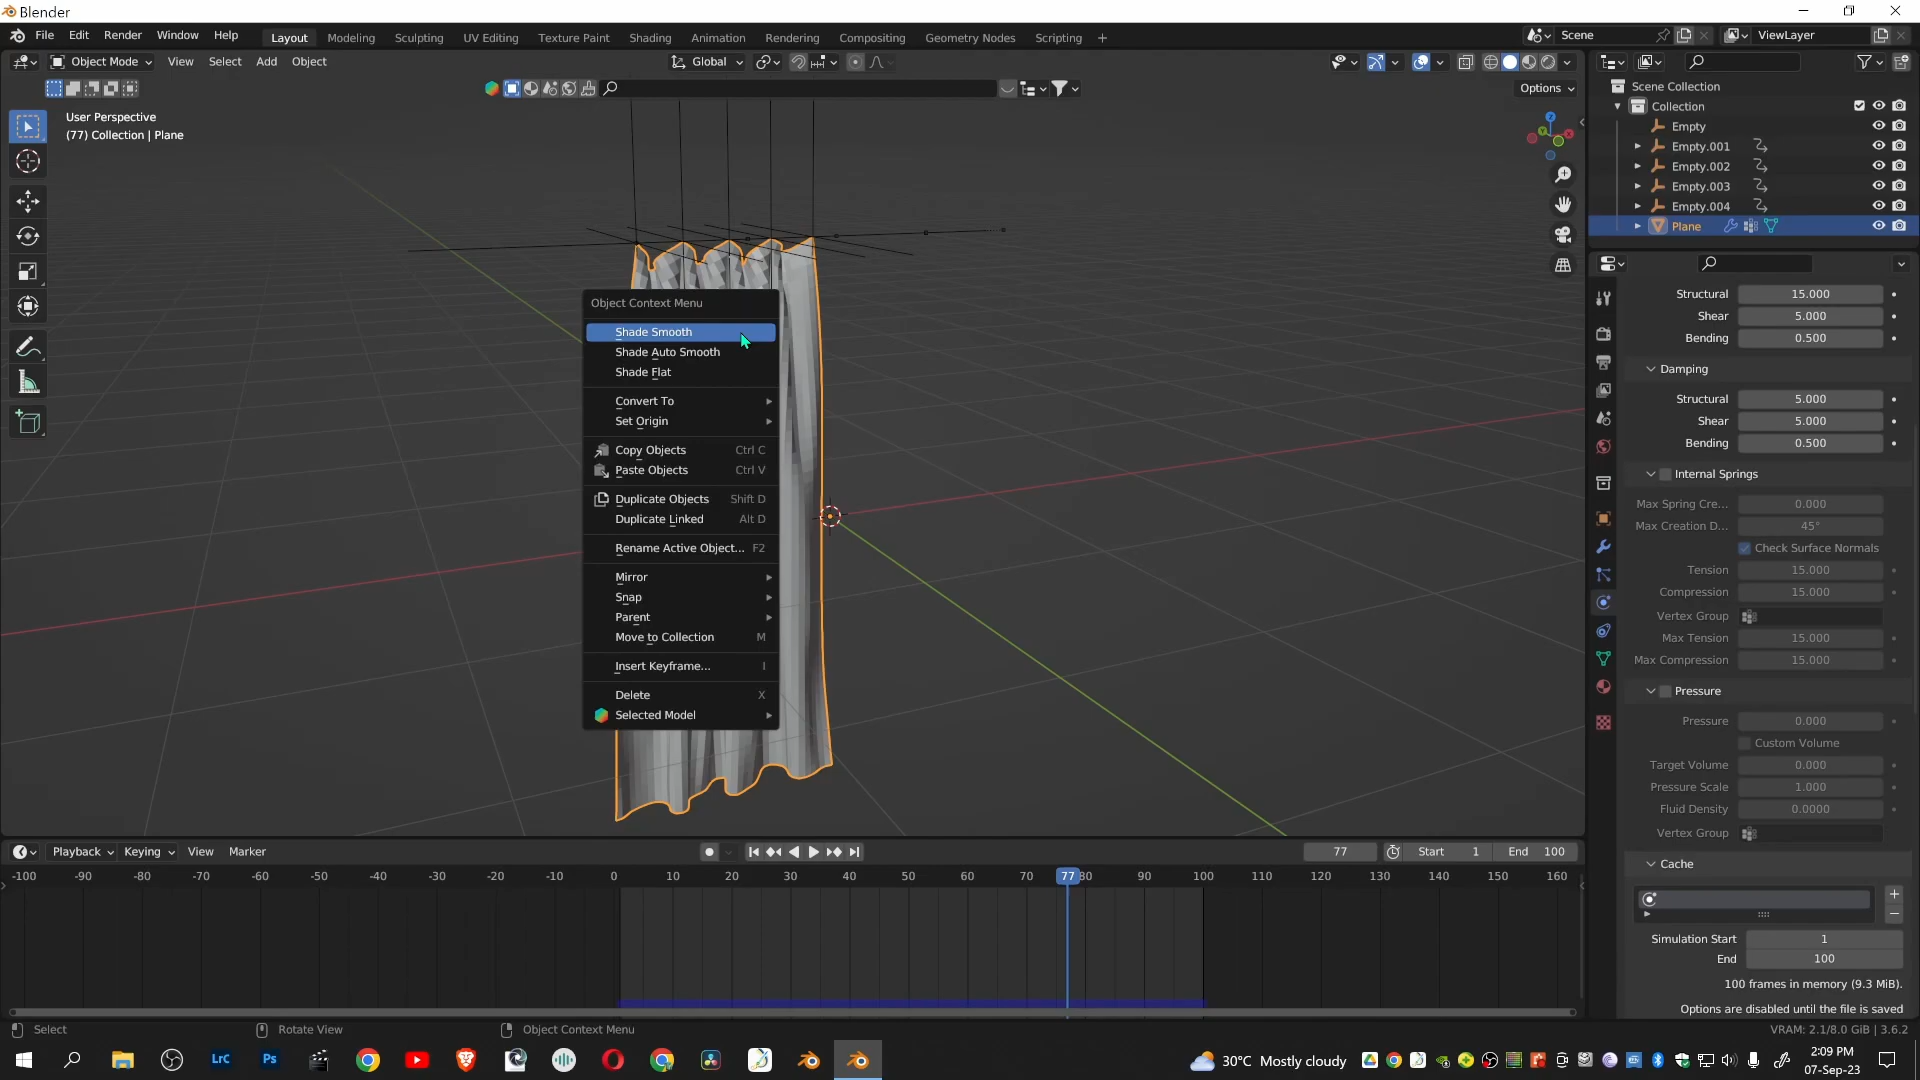 Blender
File Edit Render Window Help
Layout Modeling Sculpting UV Editing Texture Paint Shading Animation Rendering Compositing Geometry Nodes Scripting +
Scene
ViewLayer
Object Mode View Select Add Object
Global
Options
User Perspective
(77) Collection | Plane
Scene Collection
Collection
Empty
Empty.001
Empty.002
Empty.003
Empty.004
Plane
Object Context Menu
Shade Smooth
Shade Auto Smooth
Shade Flat
Convert To
Set Origin
Copy Objects Ctrl C
Paste Objects Ctrl V
Duplicate Objects Shift D
Duplicate Linked Alt D
Rename Active Object... F2
Mirror
Snap
Parent
Move to Collection M
Insert Keyframe... I
Delete X
Selected Model
Structural 15.000
Shear 5.000
Bending 0.500
Damping
Structural 5.000
Shear 5.000
Bending 0.500
Internal Springs
Max Spring Cre... 0.000
Max Creation D... 45°
Check Surface Normals
Tension 15.000
Compression 15.000
Vertex Group
Max Tension 15.000
Max Compression 15.000
Pressure
Pressure 0.000
Custom Volume
Target Volume 0.000
Pressure Scale 1.000
Fluid Density 0.0000
Vertex Group
Cache
Simulation Start 1
End 100
100 frames in memory (9.3 MiB).
Options are disabled until the file is saved
Playback Keying View Marker
77 Start 1 End 100
-100 -90 -80 -70 -60 -50 -40 -30 -20 -10 0 10 20 30 40 50 60 70 77 80 90 100 110 120 130 140 150 160
Select Rotate View Object Context Menu
VRAM: 2.1/8.0 GiB | 3.6.2
LrC Ps
30°C Mostly cloudy
2:09 PM
07-Sep-23